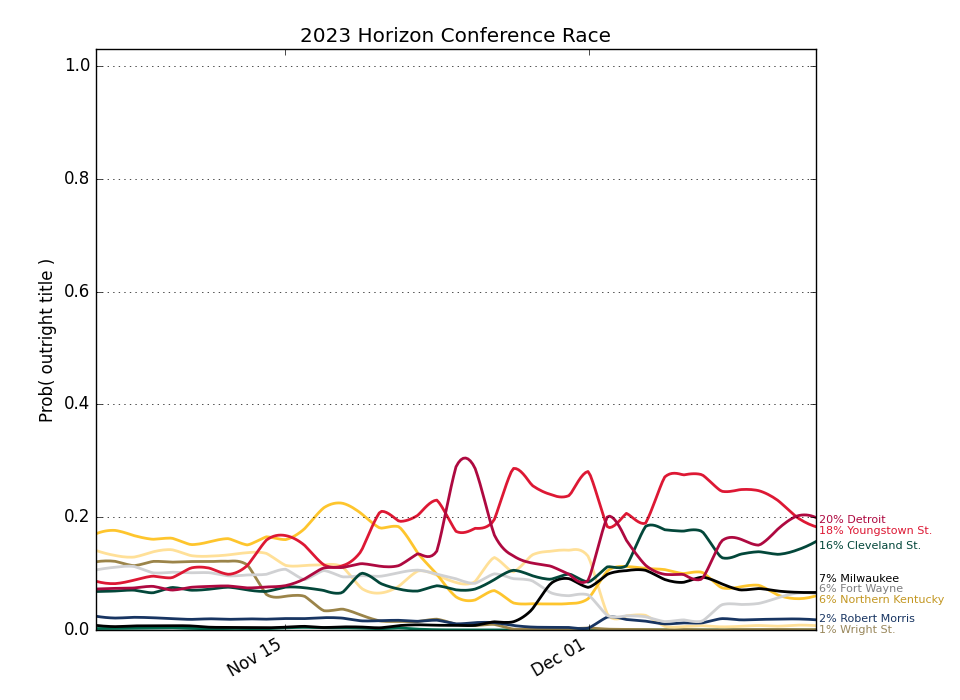 2023 Horizon Conference Race
1.0
0.8
0.6
0.4
0.2
0.0
Prob( outright title )
Nov 15
Dec 01
20% Detroit
18% Youngstown St.
16% Cleveland St.
7% Milwaukee
6% Fort Wayne
6% Northern Kentucky
2% Robert Morris
1% Wright St.